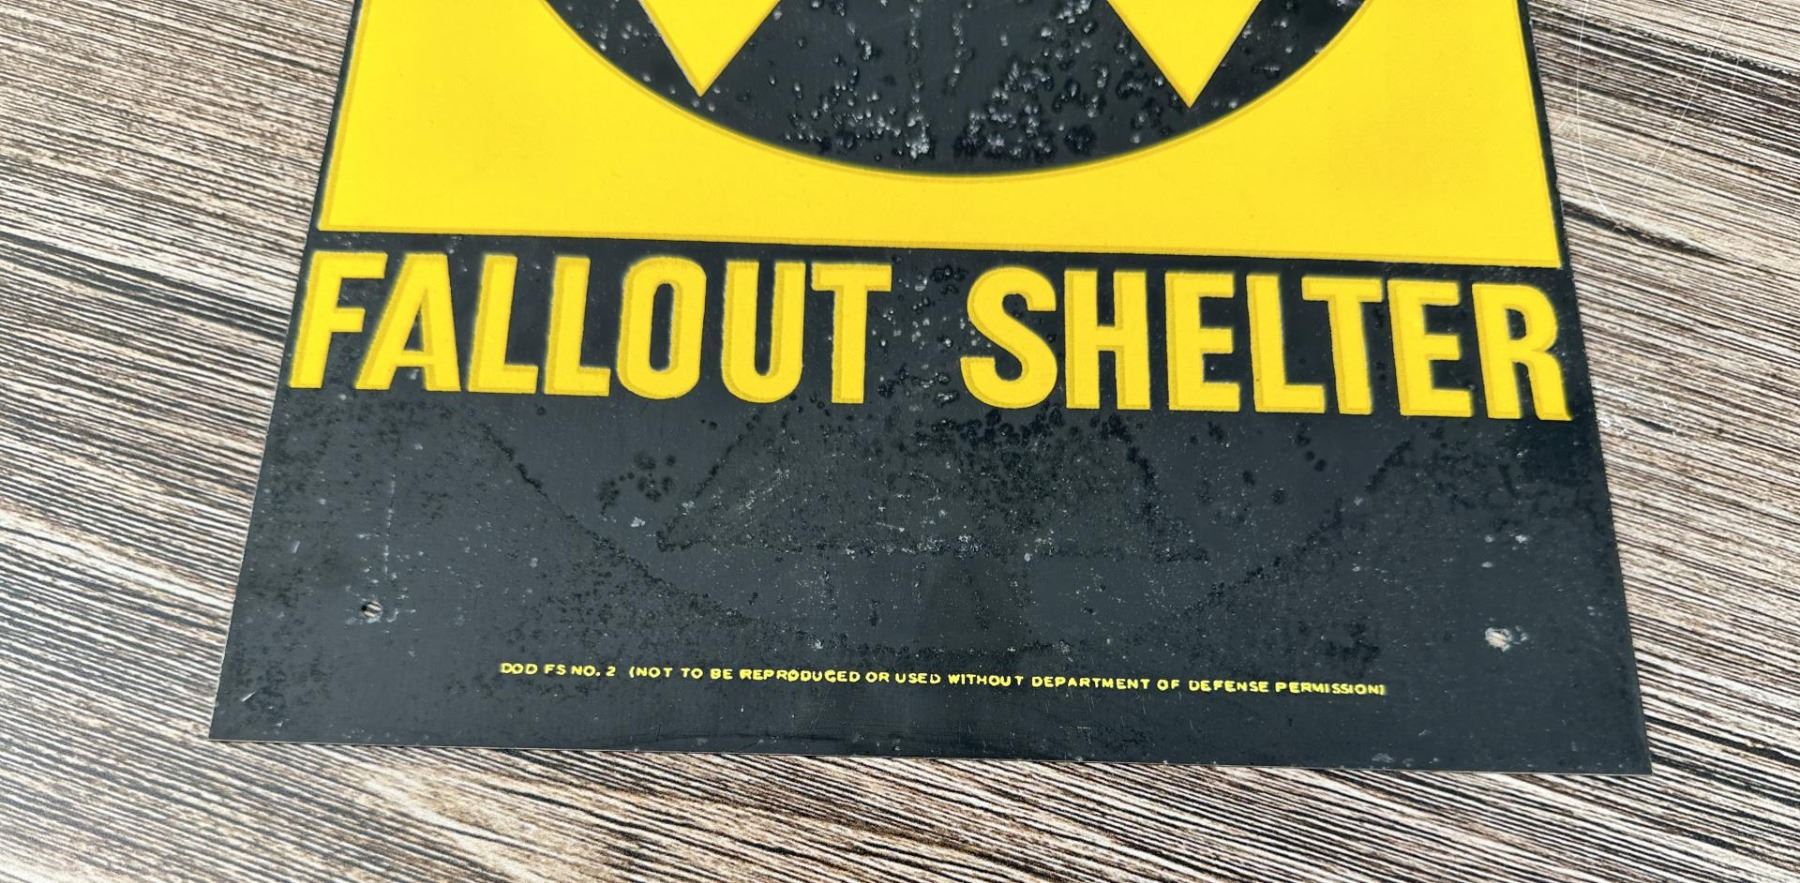 FALLOUT SHELTER
DOD FS NO. 2 (NOT TO BE REPRODUCED OR USED WITHOUT DEPARTMENT OF DEFENSE PERMISSION)